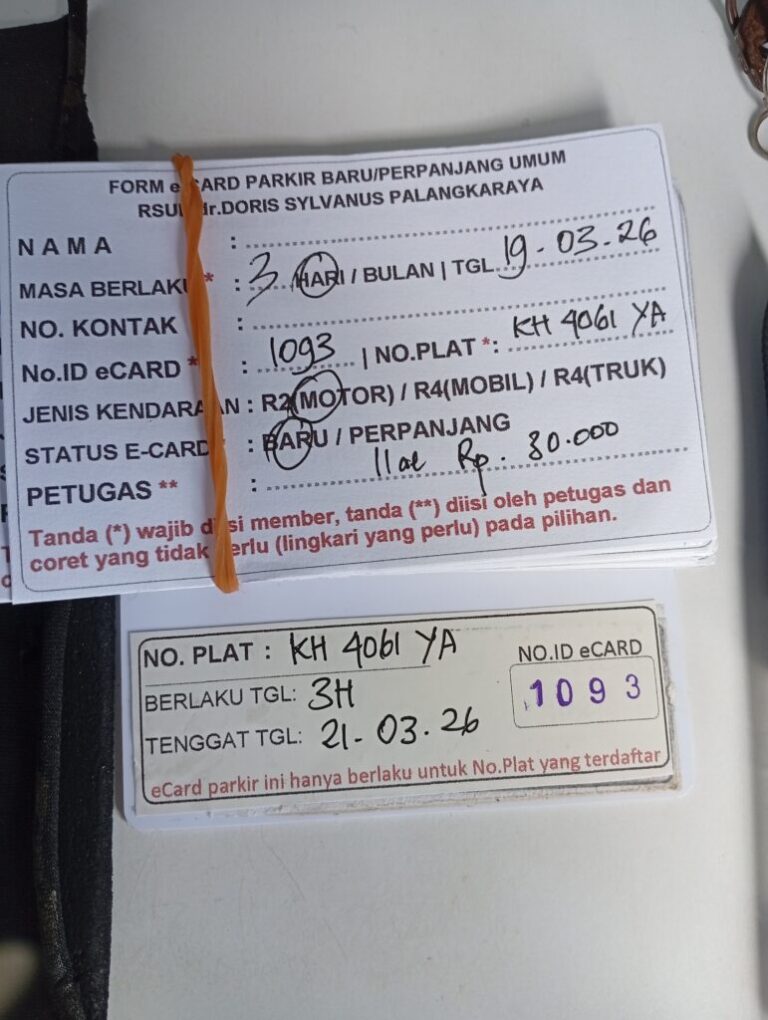 FORM eCARD PARKIR BARU/PERPANJANG UMUM
RSUD dr.DORIS SYLVANUS PALANGKARAYA
NAMA :
MASA BERLAKU * : 3 HARI / BULAN | TGL 19-03-26
NO. KONTAK :
No.ID eCARD * : 1093 | NO.PLAT *: KH 4061 YA
JENIS KENDARAAN : R2(MOTOR) / R4(MOBIL) / R4(TRUK)
STATUS E-CARD * : BARU / PERPANJANG
PETUGAS ** : Rp. 30.000
Tanda (*) wajib diisi member, tanda (**) diisi oleh petugas dan
coret yang tidak perlu (lingkari yang perlu) pada pilihan.
NO. PLAT : KH 4061 YA
NO.ID eCARD
BERLAKU TGL: 3H
1093
TENGGAT TGL: 21-03.26
eCard parkir ini hanya berlaku untuk No.Plat yang terdaftar